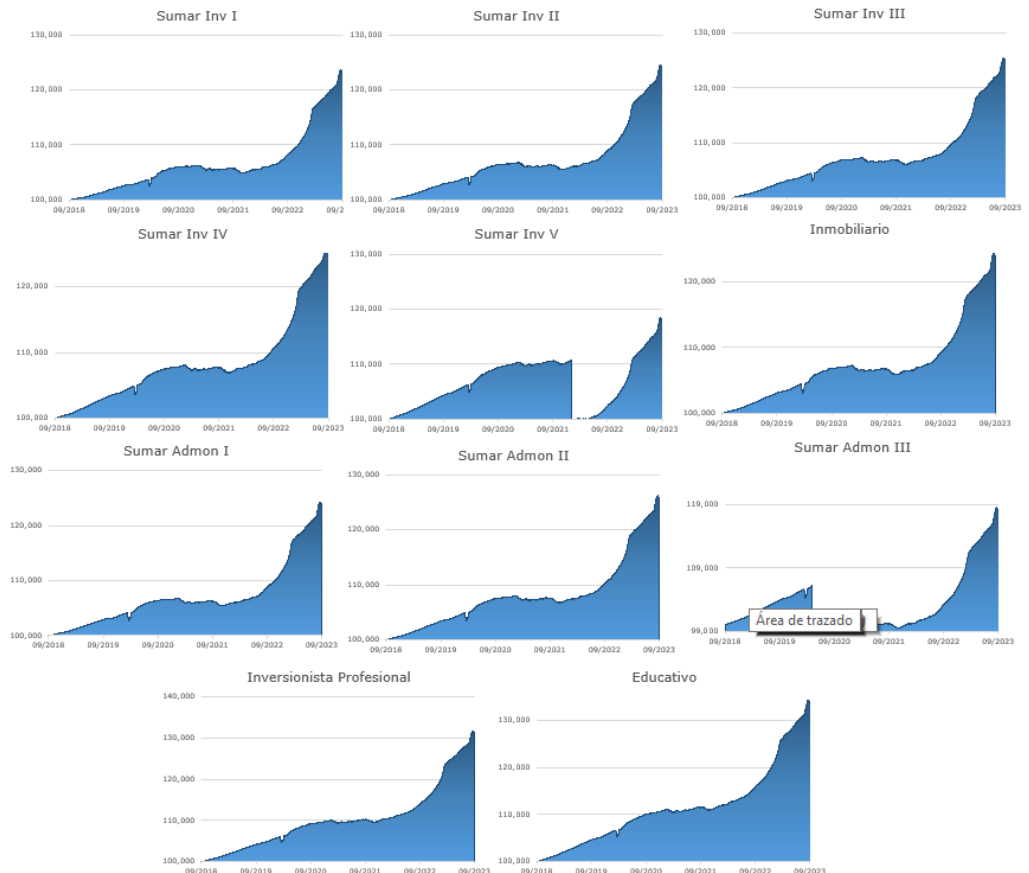 Sumar Inv I
130,000
120,000
110,000
100,000
09/2018 09/2019 09/2020 09/2021 09/2022 09/2
Sumar Inv II
130,000
120,000
110,000
100,000
09/2018 09/2019 09/2020 09/2021 09/2022 09/2023
Sumar Inv III
130,000
120,000
110,000
100,000
09/2018 09/2019 09/2020 09/2021 09/2022 09/2023
Sumar Inv IV
120,000
110,000
100,000
09/2018 09/2019 09/2020 09/2021 09/2022 09/2023
Sumar Inv V
130,000
120,000
110,000
100,000
09/2018 09/2019 09/2020 09/2021 09/2022 09/2023
Inmobiliario
120,000
110,000
100,000
09/2018 09/2019 09/2020 09/2021 09/2022 09/2023
Sumar Admon I
130,000
120,000
110,000
100,000
09/2018 09/2019 09/2020 09/2021 09/2022 09/2023
Sumar Admon II
130,000
120,000
110,000
100,000
09/2018 09/2019 09/2020 09/2021 09/2022 09/2023
Sumar Admon III
119,000
109,000
99,000
Área de trazado
09/2018 09/2019 09/2020 09/2021 09/2022 09/2023
Inversionista Profesional
140,000
130,000
120,000
110,000
100,000
09/2018 09/2019 09/2020 09/2021 09/2022 09/2023
Educativo
130,000
120,000
110,000
100,000
09/2018 09/2019 09/2020 09/2021 09/2022 09/2023